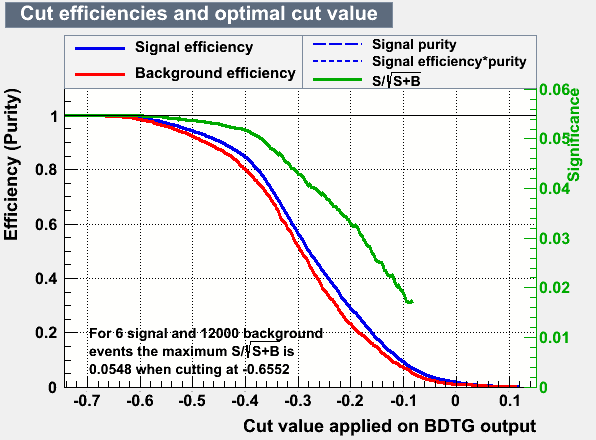 Cut efficiencies and optimal cut value
Signal efficiency
Background efficiency
Signal purity
Signal efficiency*purity
S/√S+B
Efficiency (Purity)
1
0.8
0.6
0.4
0.2
0
0.06
0.05
0.04
0.03
0.02
0.01
0
Significance
For 6 signal and 12000 background
events the maximum S/√S+B is
0.0548 when cutting at -0.6552
-0.7 -0.6 -0.5 -0.4 -0.3 -0.2 -0.1 0 0.1
Cut value applied on BDTG output